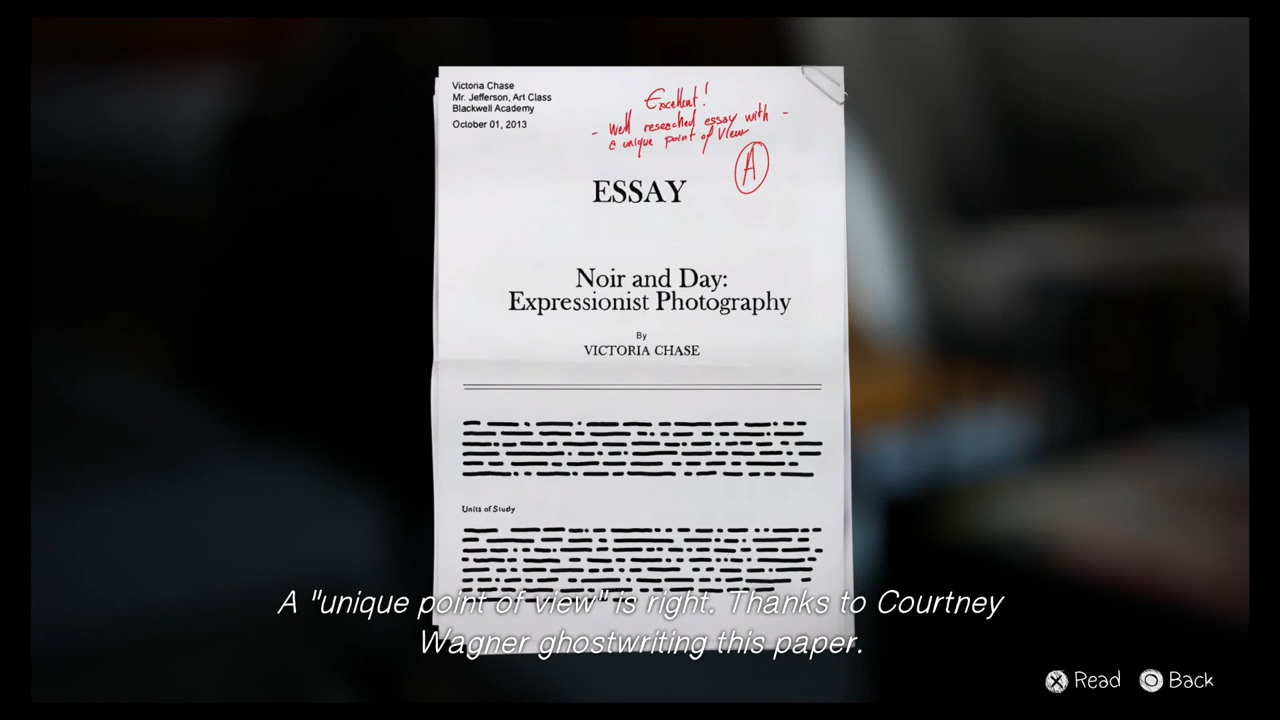 Victoria Chase
Mr. Jefferson, Art Class
Blackwell Academy
October 01, 2013
Excellent!
- Well reseached essay with -
a unique point of View
A
ESSAY
Noir and Day:
Expressionist Photography
By
VICTORIA CHASE
Units of Study
A "unique point of view" is right. Thanks to Courtney
Wagner ghostwriting this paper.
Read Back